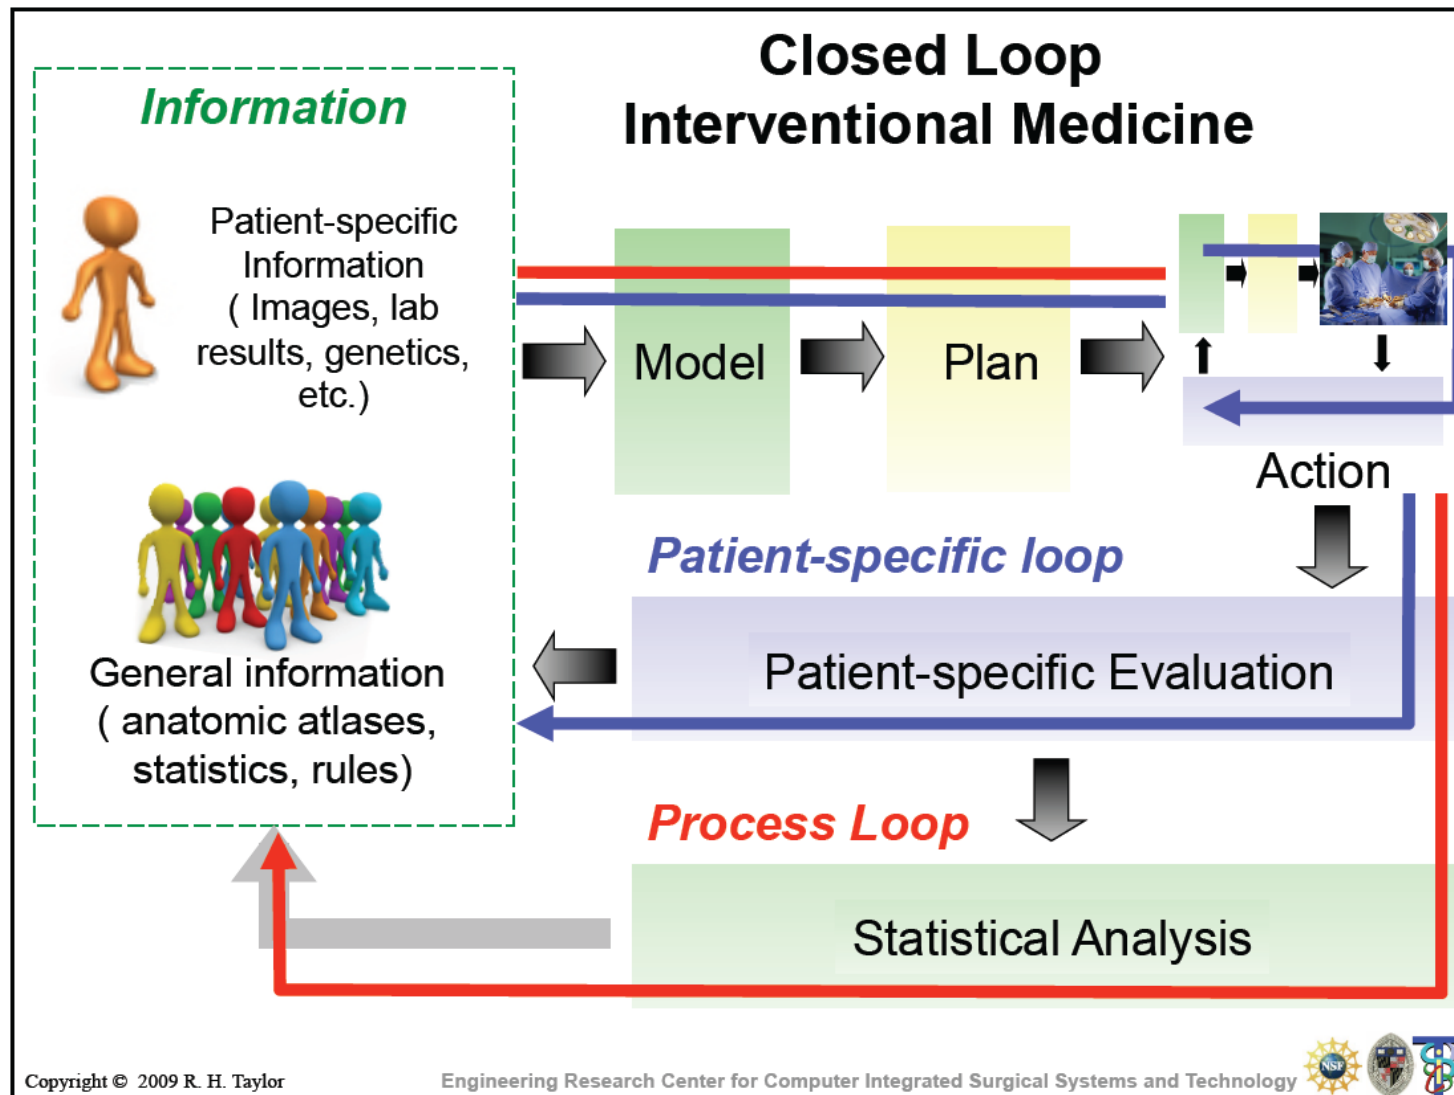 Closed Loop
Interventional Medicine
Information
Patient-specific
Information
( Images, lab
results, genetics,
etc.)
Model
Plan
Action
Patient-specific loop
Patient-specific Evaluation
General information
( anatomic atlases,
statistics, rules)
Process Loop
Statistical Analysis
Copyright © 2009 R. H. Taylor
Engineering Research Center for Computer Integrated Surgical Systems and Technology
NSF